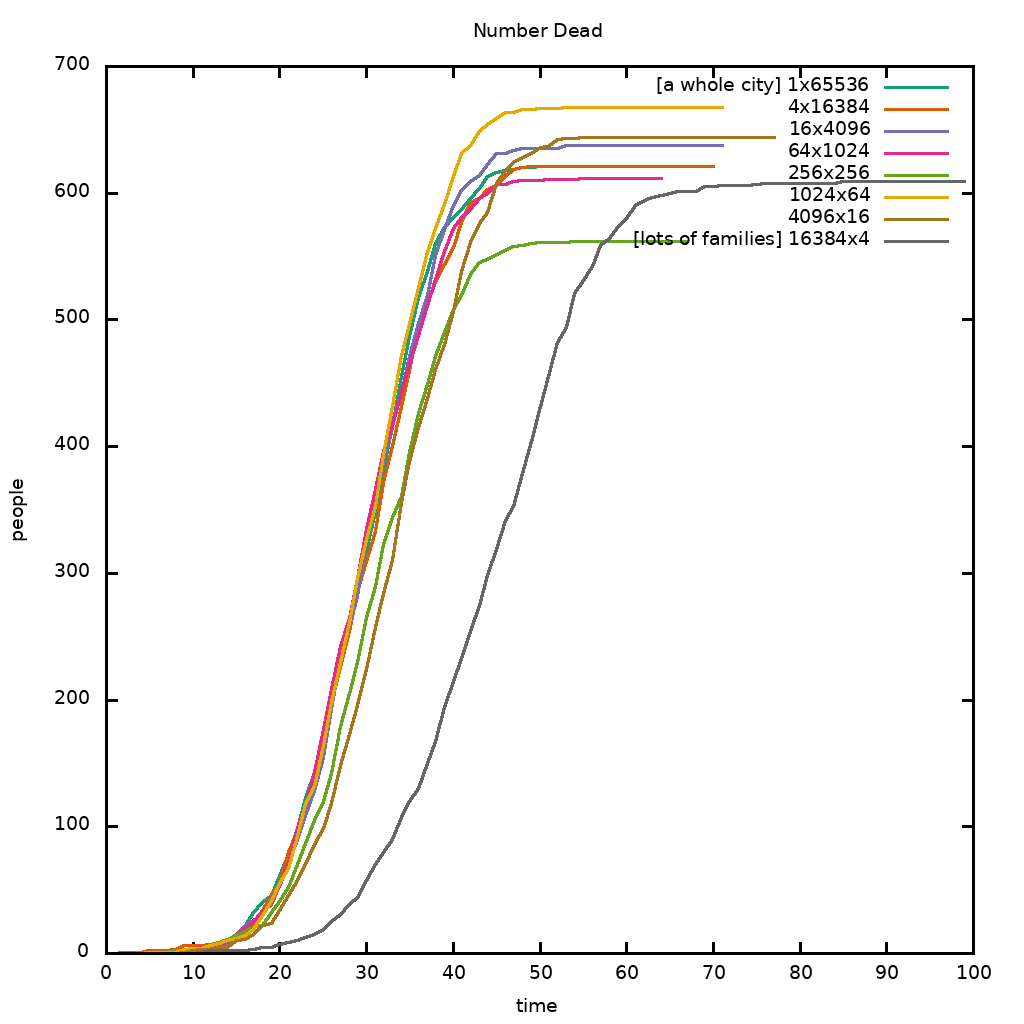 Number Dead
700
600
500
400
300
200
100
0
people
[a whole city] 1x65536
4x16384
16x4096
64x1024
256x256
1024x64
4096x16
[lots of families] 16384x4
0 10 20 30 40 50 60 70 80 90 100
time